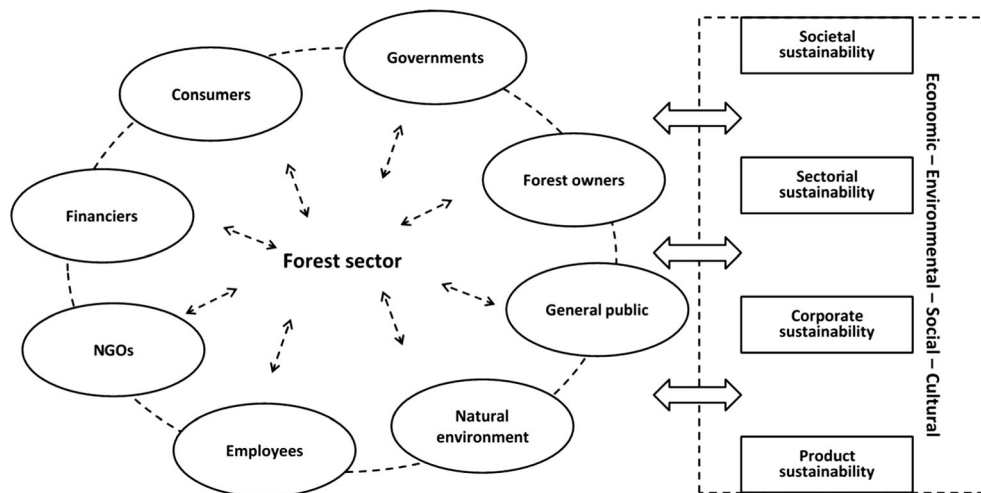 Governments
Consumers
Forest owners
Financiers
Forest sector
General public
NGOs
Natural
environment
Employees
Societal
sustainability
Sectorial
sustainability
Corporate
sustainability
Product
sustainability
Economic – Environmental – Social – Cultural